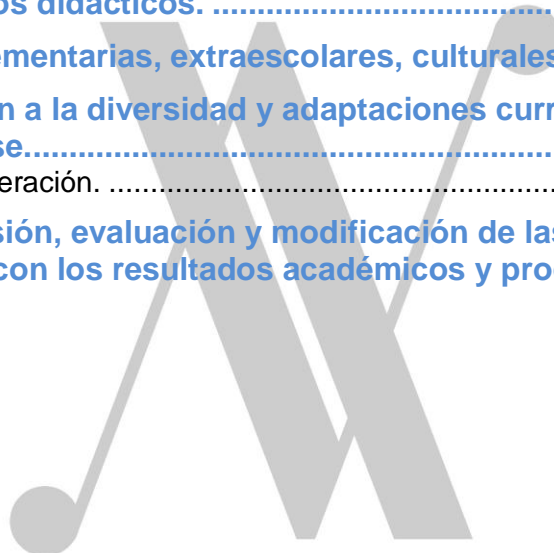 os didácticos. ................................................
ementarias, extraescolares, culturales
n a la diversidad y adaptaciones curr
se................................................................
eración. ...................................................
sión, evaluación y modificación de las
con los resultados académicos y pro